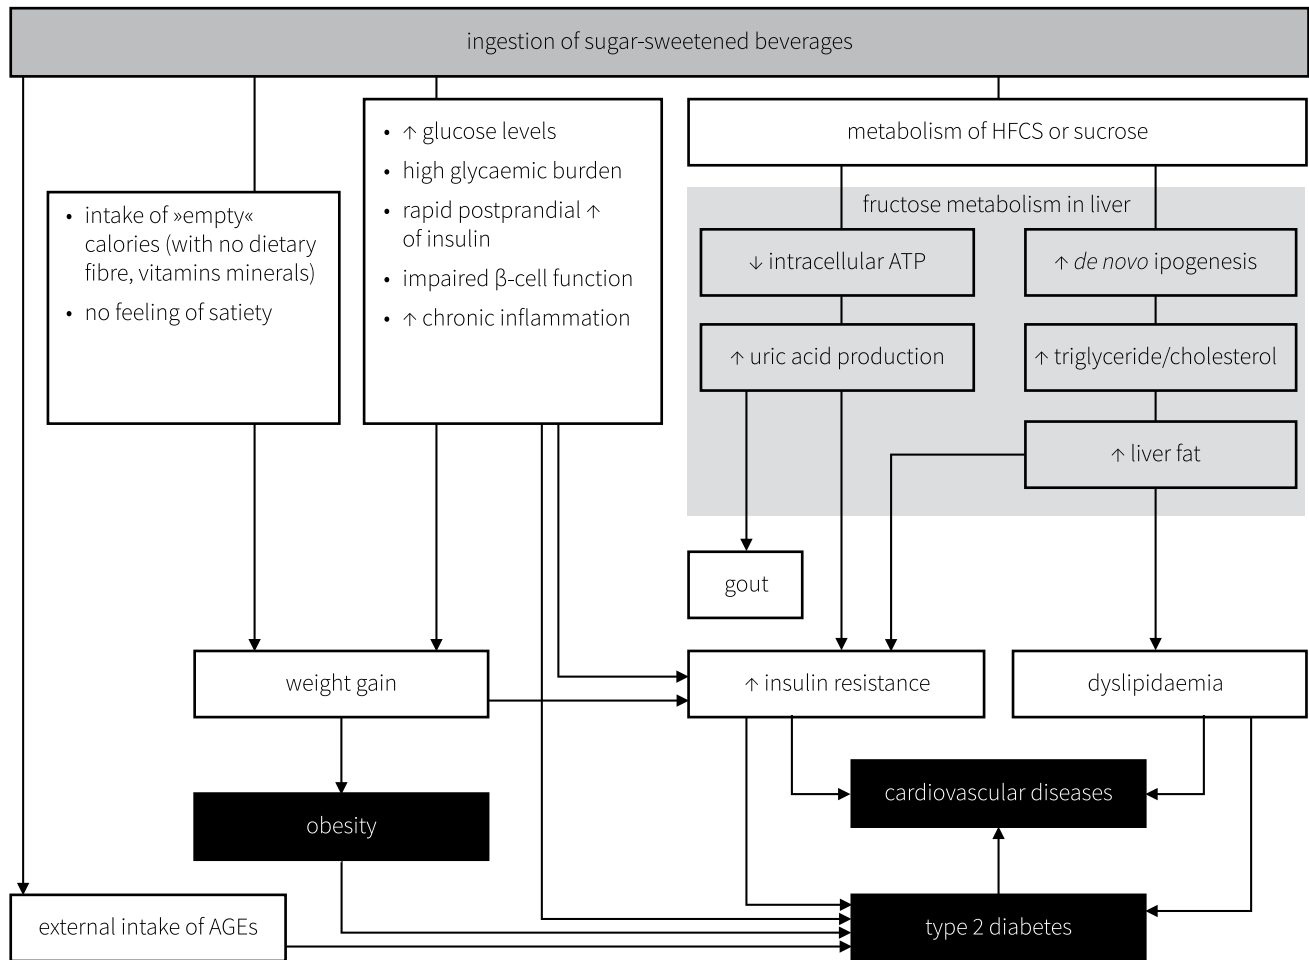 ingestion of sugar-sweetened beverages
• ↑ glucose levels
• high glycaemic burden
• rapid postprandial ↑
of insulin
• impaired β-cell function
• ↑ chronic inflammation
metabolism of HFCS or sucrose
• intake of »empty«
calories (with no dietary
fibre, vitamins minerals)
• no feeling of satiety
fructose metabolism in liver
↓ intracellular ATP
↑ de novo ipogenesis
↑ uric acid production
↑ triglyceride/cholesterol
↑ liver fat
gout
weight gain
↑ insulin resistance
dyslipidaemia
cardiovascular diseases
obesity
external intake of AGEs
type 2 diabetes